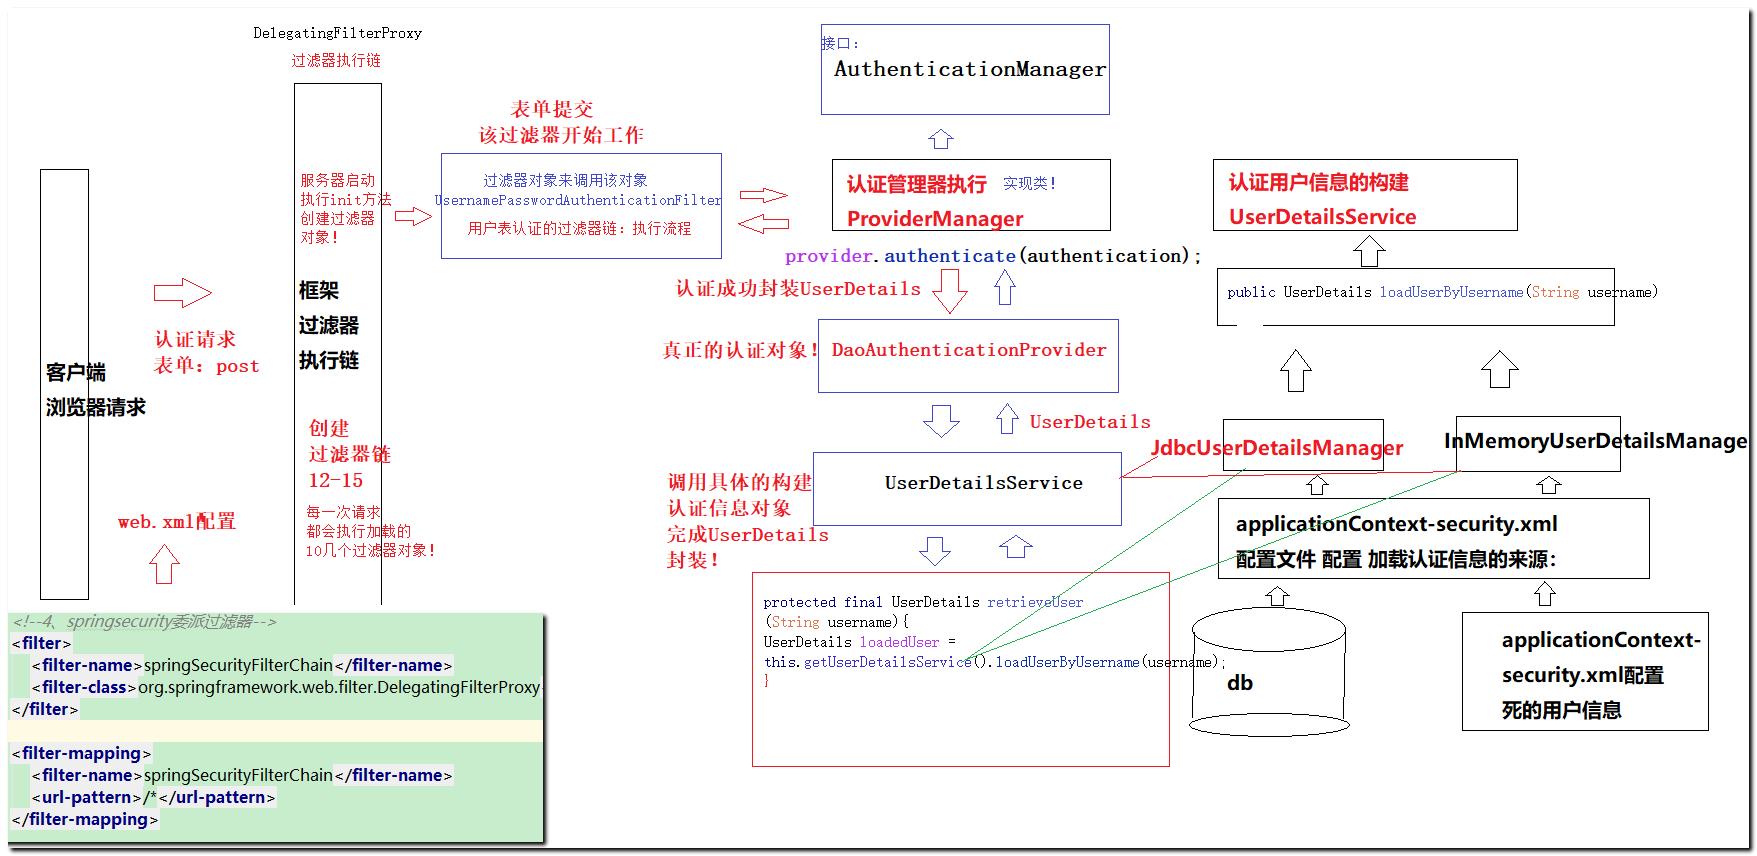 DelegatingFilterProxy
过滤器执行链
服务器启动
执行init方法
创建过滤器
对象！
框架
过滤器
执行链
创建
过滤器链
12-15
每一次请求
都会执行加载的
10几个过滤器对象！
客户端
浏览器请求
认证请求
表单：post
web.xml配置
<!--4、springsecurity委派过滤器-->
<filter>
<filter-name>springSecurityFilterChain</filter-name>
<filter-class>org.springframework.web.filter.DelegatingFilterProxy
</filter>
<filter-mapping>
<filter-name>springSecurityFilterChain</filter-name>
<url-pattern>/*</url-pattern>
</filter-mapping>
表单提交
该过滤器开始工作
过滤器对象来调用该对象
UsernamePasswordAuthenticationFilter
用户表认证的过滤器链：执行流程
接口：
AuthenticationManager
认证管理器执行 实现类！
ProviderManager
provider.authenticate(authentication);
认证成功封装UserDetails
真正的认证对象！
DaoAuthenticationProvider
UserDetails
调用具体的构建
认证信息对象
完成UserDetails
封装！
UserDetailsService
protected final UserDetails retrieveUser
(String username){
UserDetails loadedUser =
this.getUserDetailsService().loadUserByUsername(username);
}
认证用户信息的构建
UserDetailsService
public UserDetails loadUserByUsername(String username)
JdbcUserDetailsManager
InMemoryUserDetailsManage
applicationContext-security.xml
配置文件 配置 加载认证信息的来源：
db
applicationContext-
security.xml配置
死的用户信息